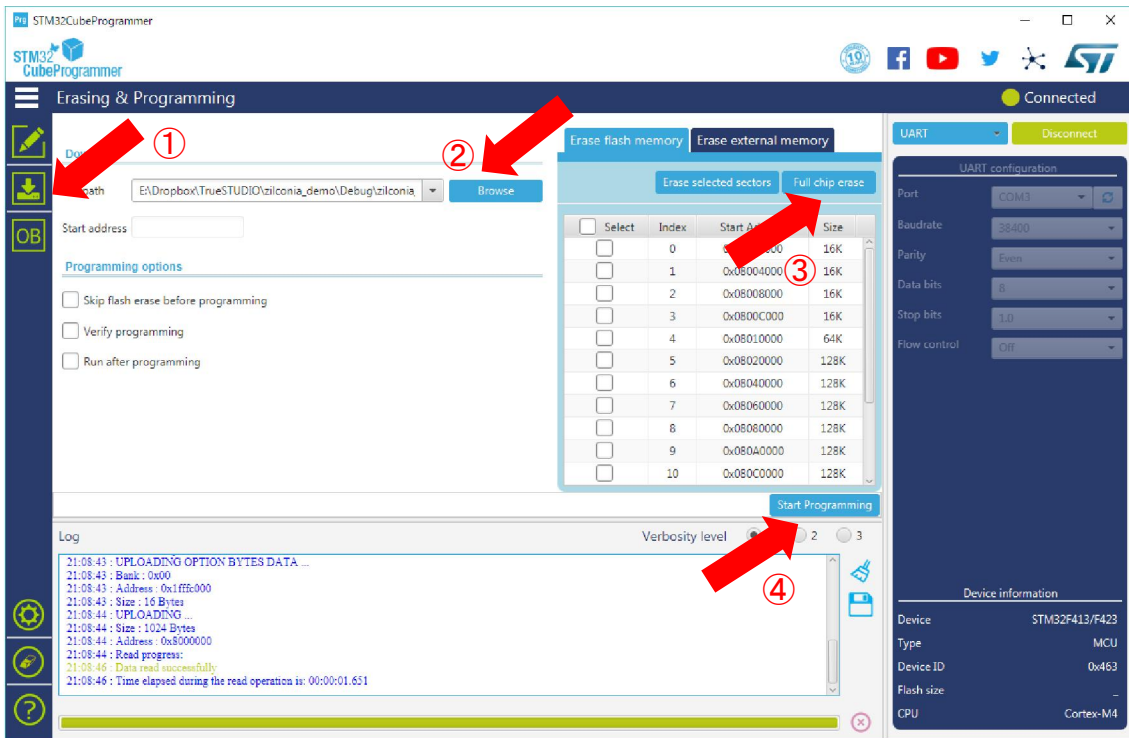 Prg STM32CubeProgrammer
STM32
CubeProgrammer
10
Erasing & Programming
Connected
①
②
Erase flash memory
Erase external memory
UART
Disconnect
path
E:\Dropbox\TrueSTUDIO\zilconia_demo\Debug\zilconia_
Browse
Erase selected sectors
Full chip erase
UART configuration
Port COM3
Start address
Select Index Size
Baudrate 38400
0 16K
Parity Even
Programming options
1 0x08004000 16K
③
Data bits 8
Skip flash erase before programming
2 0x08008000 16K
Stop bits 1.0
Verify programming
3 0x0800C000 16K
4 0x08010000 64K
Flow control Off
Run after programming
5 0x08020000 128K
6 0x08040000 128K
7 0x08060000 128K
8 0x08080000 128K
9 0x080A0000 128K
10 0x080C0000 128K
Start Programming
Log
Verbosity level 2 3
④
21:08:43 : UPLOADING OPTION BYTES DATA ...
21:08:43 : Bank : 0x00
21:08:43 : Address : 0x1fffc000
21:08:43 : Size : 16 Bytes
21:08:44 : UPLOADING ...
21:08:44 : Size : 1024 Bytes
21:08:44 : Address : 0x8000000
21:08:44 : Read progress:
21:08:46 : Data read successfully
21:08:46 : Time elapsed during the read operation is: 00:00:01.651
OB
Device information
Device STM32F413/F423
Type MCU
Device ID 0x463
Flash size _
CPU Cortex-M4